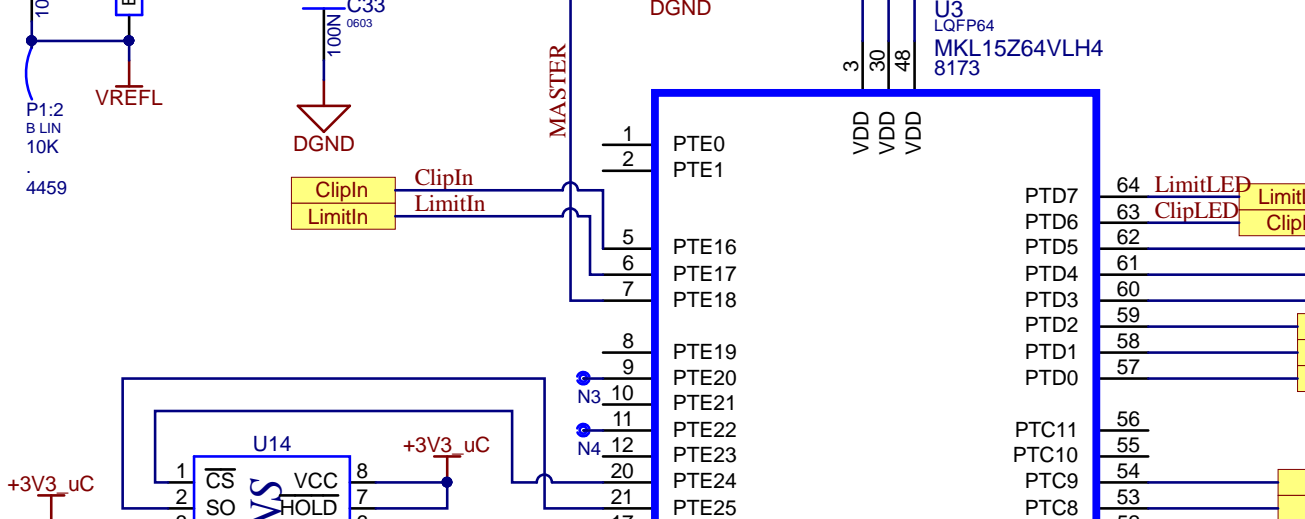 10
C33
0603
100N
DGND
DGND
MASTER
U3
LQFP64
MKL15Z64VLH4
8173
3
30
48
VDD
VDD
VDD
P1:2
B LIN
10K
.
4459
VREFL
ClipIn
ClipIn
LimitIn
LimitIn
1 PTE0
2 PTE1
5 PTE16
6 PTE17
7 PTE18
8 PTE19
9 PTE20
N3
10 PTE21
11 PTE22
N4
12 PTE23
20 PTE24
21 PTE25
17
PTD7 64 LimitLED
PTD6 63 ClipLED
PTD5 62
PTD4 61
PTD3 60
PTD2 59
PTD1 58
PTD0 57
PTC11 56
PTC10 55
PTC9 54
PTC8 53
U14
+3V3_uC
+3V3_uC
1 CS VCC 8
2 SO HOLD 7